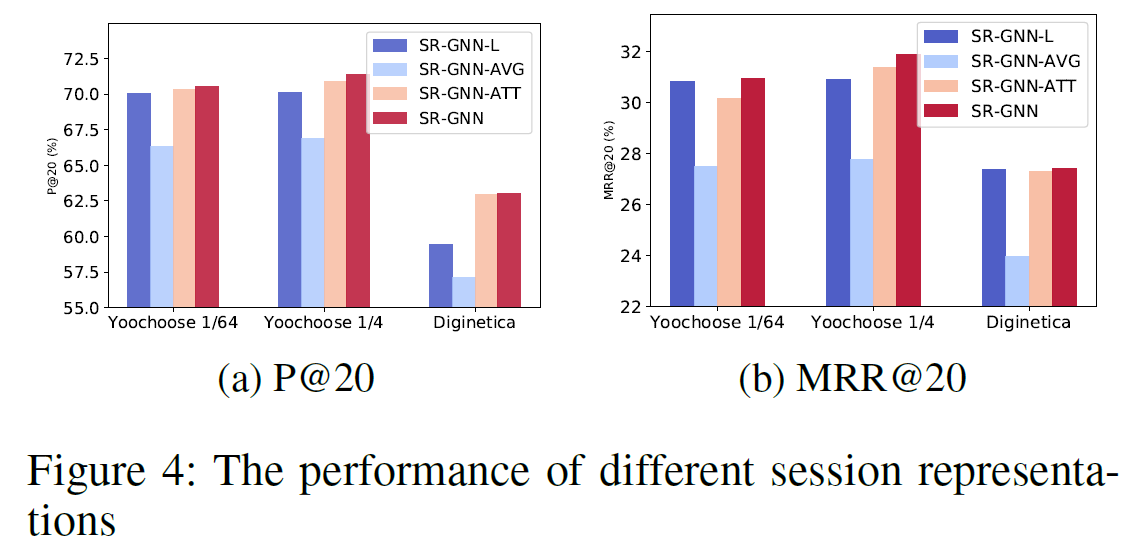 72.5
70.0
67.5
65.0
62.5
60.0
57.5
55.0
P@20 (%)
SR-GNN-L
SR-GNN-AVG
SR-GNN-ATT
SR-GNN
Yoochoose 1/64 Yoochoose 1/4 Diginetica
(a) P@20
32
30
28
26
24
22
MRR@20 (%)
SR-GNN-L
SR-GNN-AVG
SR-GNN-ATT
SR-GNN
Yoochoose 1/64 Yoochoose 1/4 Diginetica
(b) MRR@20
Figure 4: The performance of different session representa-
tions